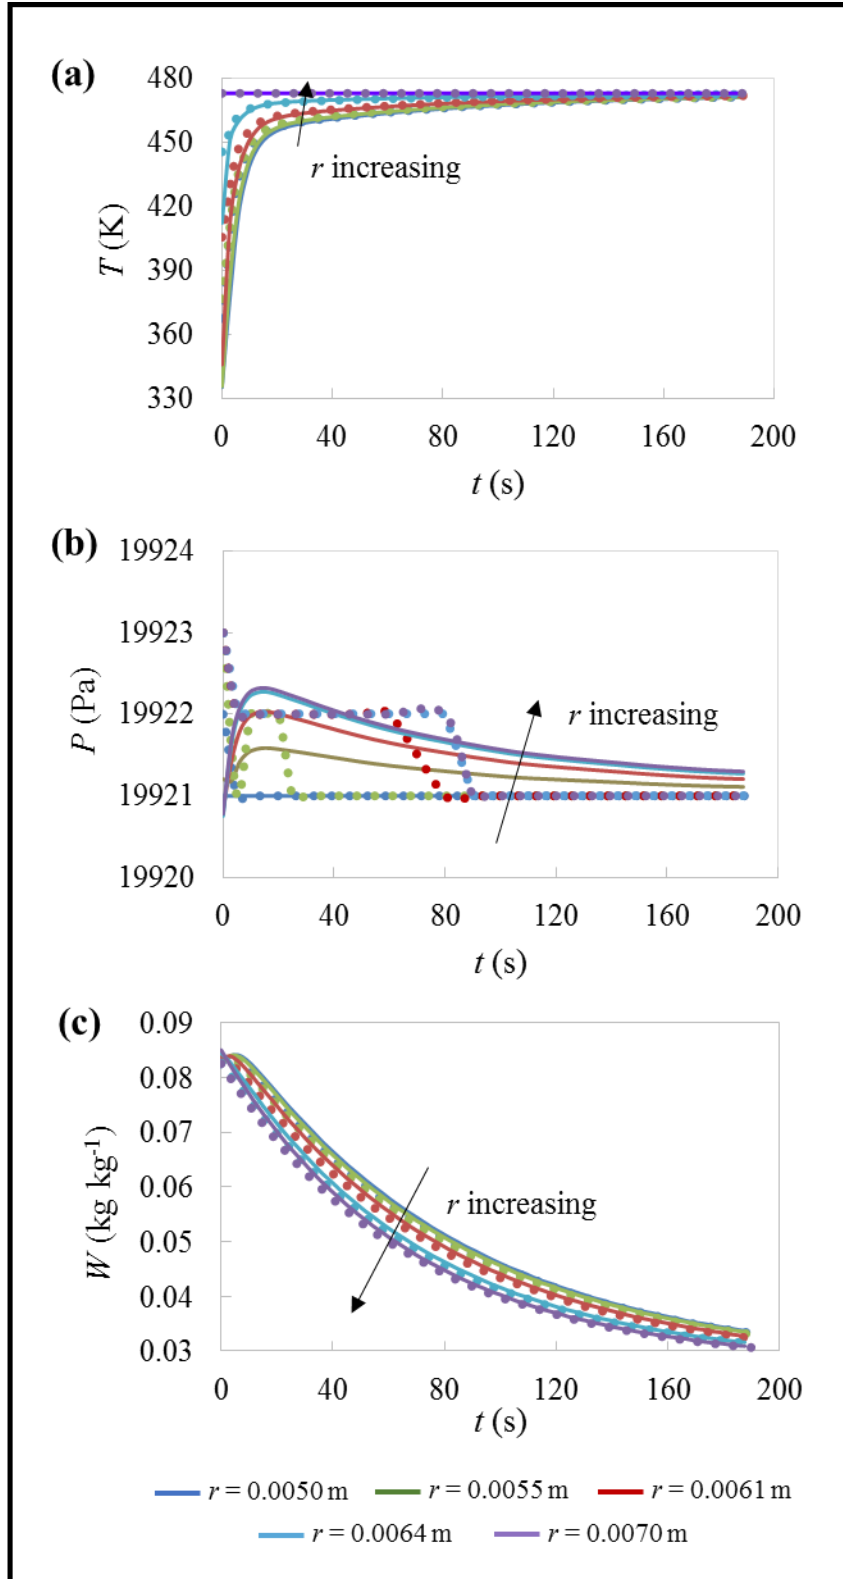 (a)
480
450
420
390
360
330
T (K)
r increasing
0 40 80 120 160 200
t (s)
(b)
19924
19923
19922
19921
19920
P (Pa)
r increasing
0 40 80 120 160 200
t (s)
(c)
0.09
0.08
0.07
0.06
0.05
0.04
0.03
W (kg kg-1)
r increasing
0 40 80 120 160 200
t (s)
r = 0.0050 m r = 0.0055 m r = 0.0061 m
r = 0.0064 m r = 0.0070 m